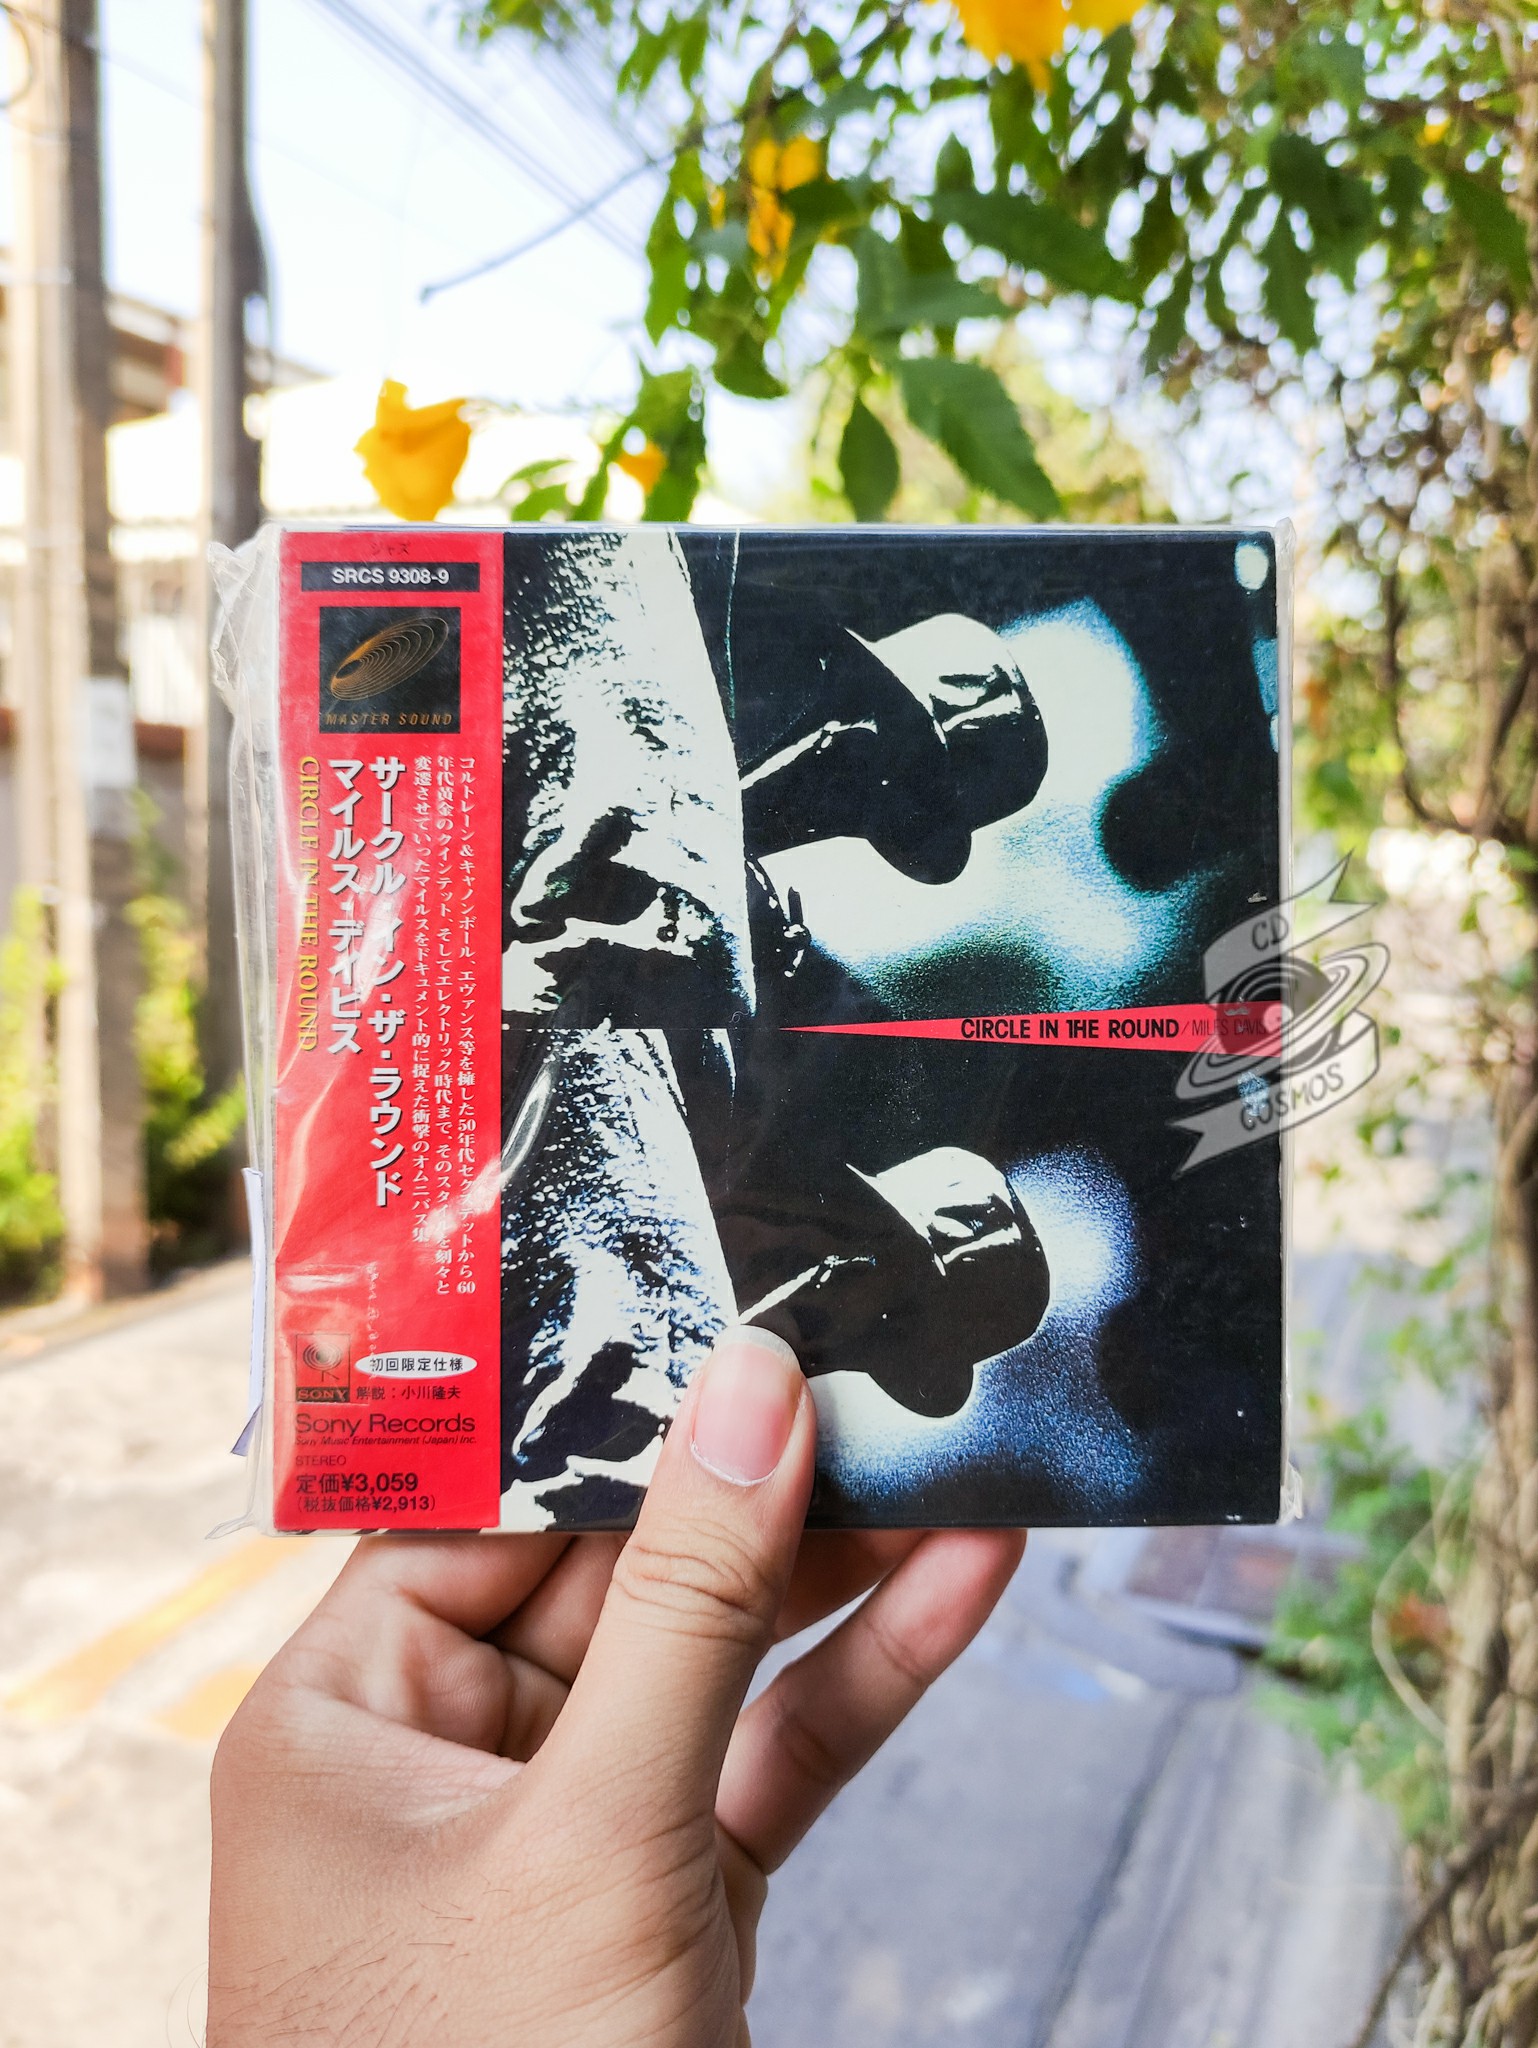 ジャズ
SRCS 9308-9
MASTER SOUND
コルトレーン&キャノンボール、エヴァンス等を擁した50年代セクステットから60
年代黄金のクインテット、そしてエレクトリック時代まで、そのスタイルを刻々と
変遷させていったマイルスをドキュメント的に捉えた衝撃のオムニバス集
サークル・イン・ザ・ラウンド
マイルス・デイビス
CIRCLE IN THE ROUND
初回限定仕様
SONY
解説:小川隆夫
Sony Records
Sony Music Entertainment (Japan) Inc.
STEREO
定価¥3,059
(税抜価格¥2,913)
CIRCLE IN THE ROUND/MILES DAVIS
CD
COSMOS